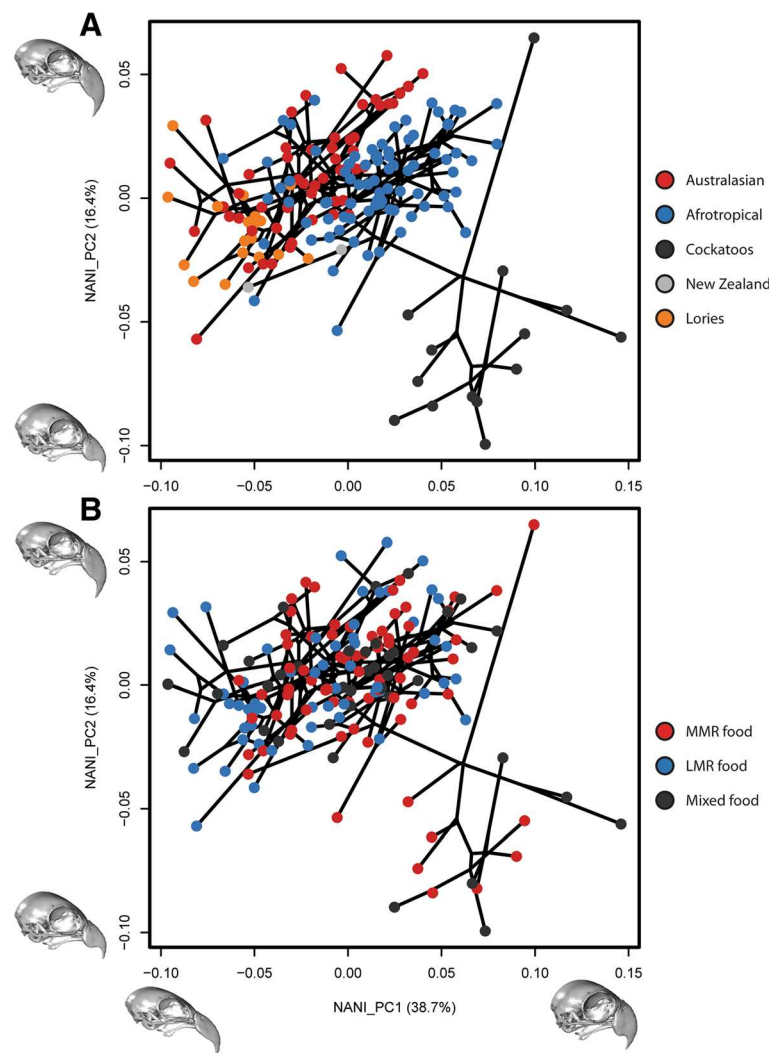 A
0.05
0.00
−0.05
−0.10
NANI_PC2 (16.4%)
−0.10
−0.05
0.00
0.05
0.10
0.15
Australasian
Afrotropical
Cockatoos
New Zealand
Lories
B
0.05
0.00
−0.05
−0.10
NANI_PC2 (16.4%)
−0.10
−0.05
0.00
0.05
0.10
0.15
NANI_PC1 (38.7%)
MMR food
LMR food
Mixed food